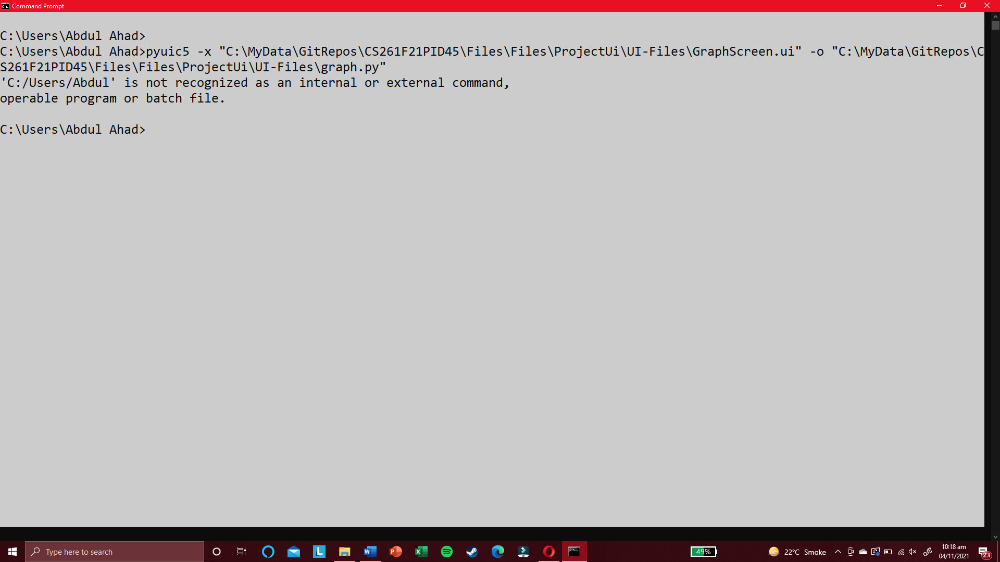 Command Prompt
C:\Users\Abdul Ahad>
C:\Users\Abdul Ahad>pyuic5 -x "C:\MyData\GitRepos\CS261F21PID45\Files\Files\ProjectUi\UI-Files\GraphScreen.ui" -o "C:\MyData\GitRepos\C
S261F21PID45\Files\Files\ProjectUi\UI-Files\graph.py"
'C:/Users/Abdul' is not recognized as an internal or external command,
operable program or batch file.
C:\Users\Abdul Ahad>
Type here to search
49%
22°C Smoke
10:18 am
04/11/2021
23